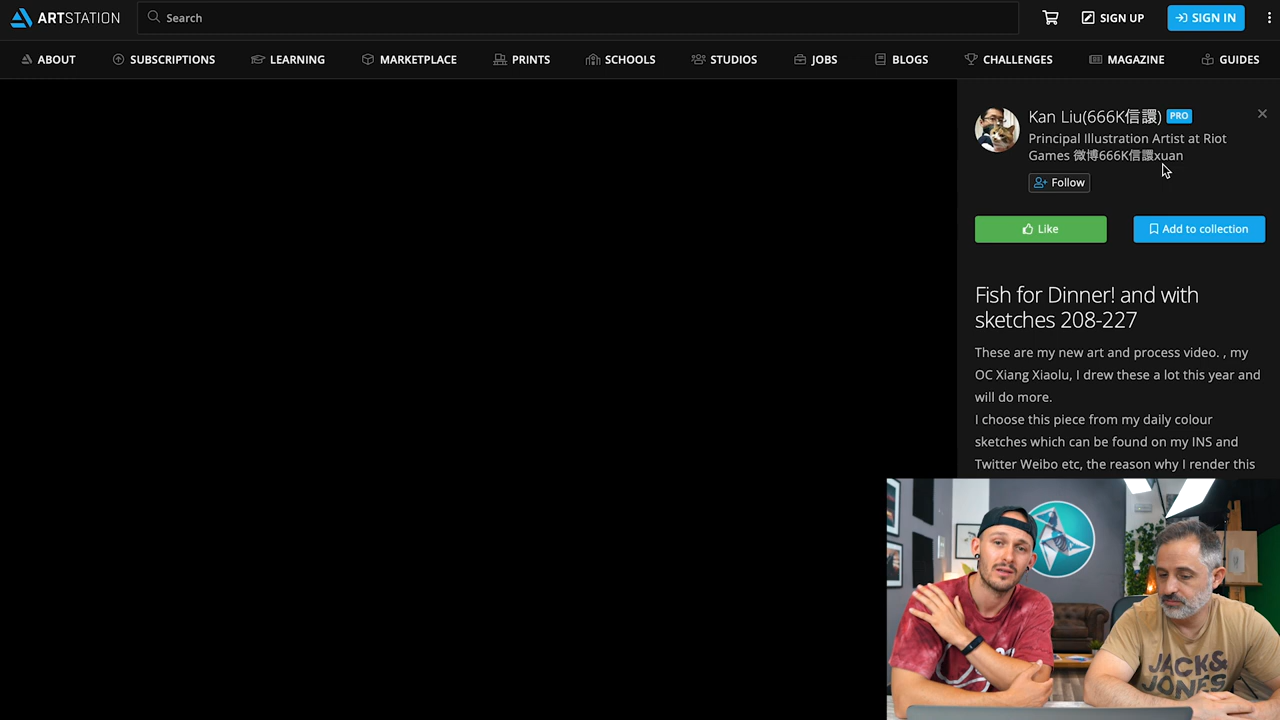 ARTSTATION
Search
SIGN UP
SIGN IN
ABOUT
SUBSCRIPTIONS
LEARNING
MARKETPLACE
PRINTS
SCHOOLS
STUDIOS
JOBS
BLOGS
CHALLENGES
MAGAZINE
GUIDES
Kan Liu(666K信譞) PRO
Principal Illustration Artist at Riot
Games 微博666K信譞xuan
Follow
Like
Add to collection
Fish for Dinner! and with
sketches 208-227
These are my new art and process video. , my
OC Xiang Xiaolu, I drew these a lot this year and
will do more.
I choose this piece from my daily colour
sketches which can be found on my INS and
Twitter Weibo etc, the reason why I render this
JACK&
JONES